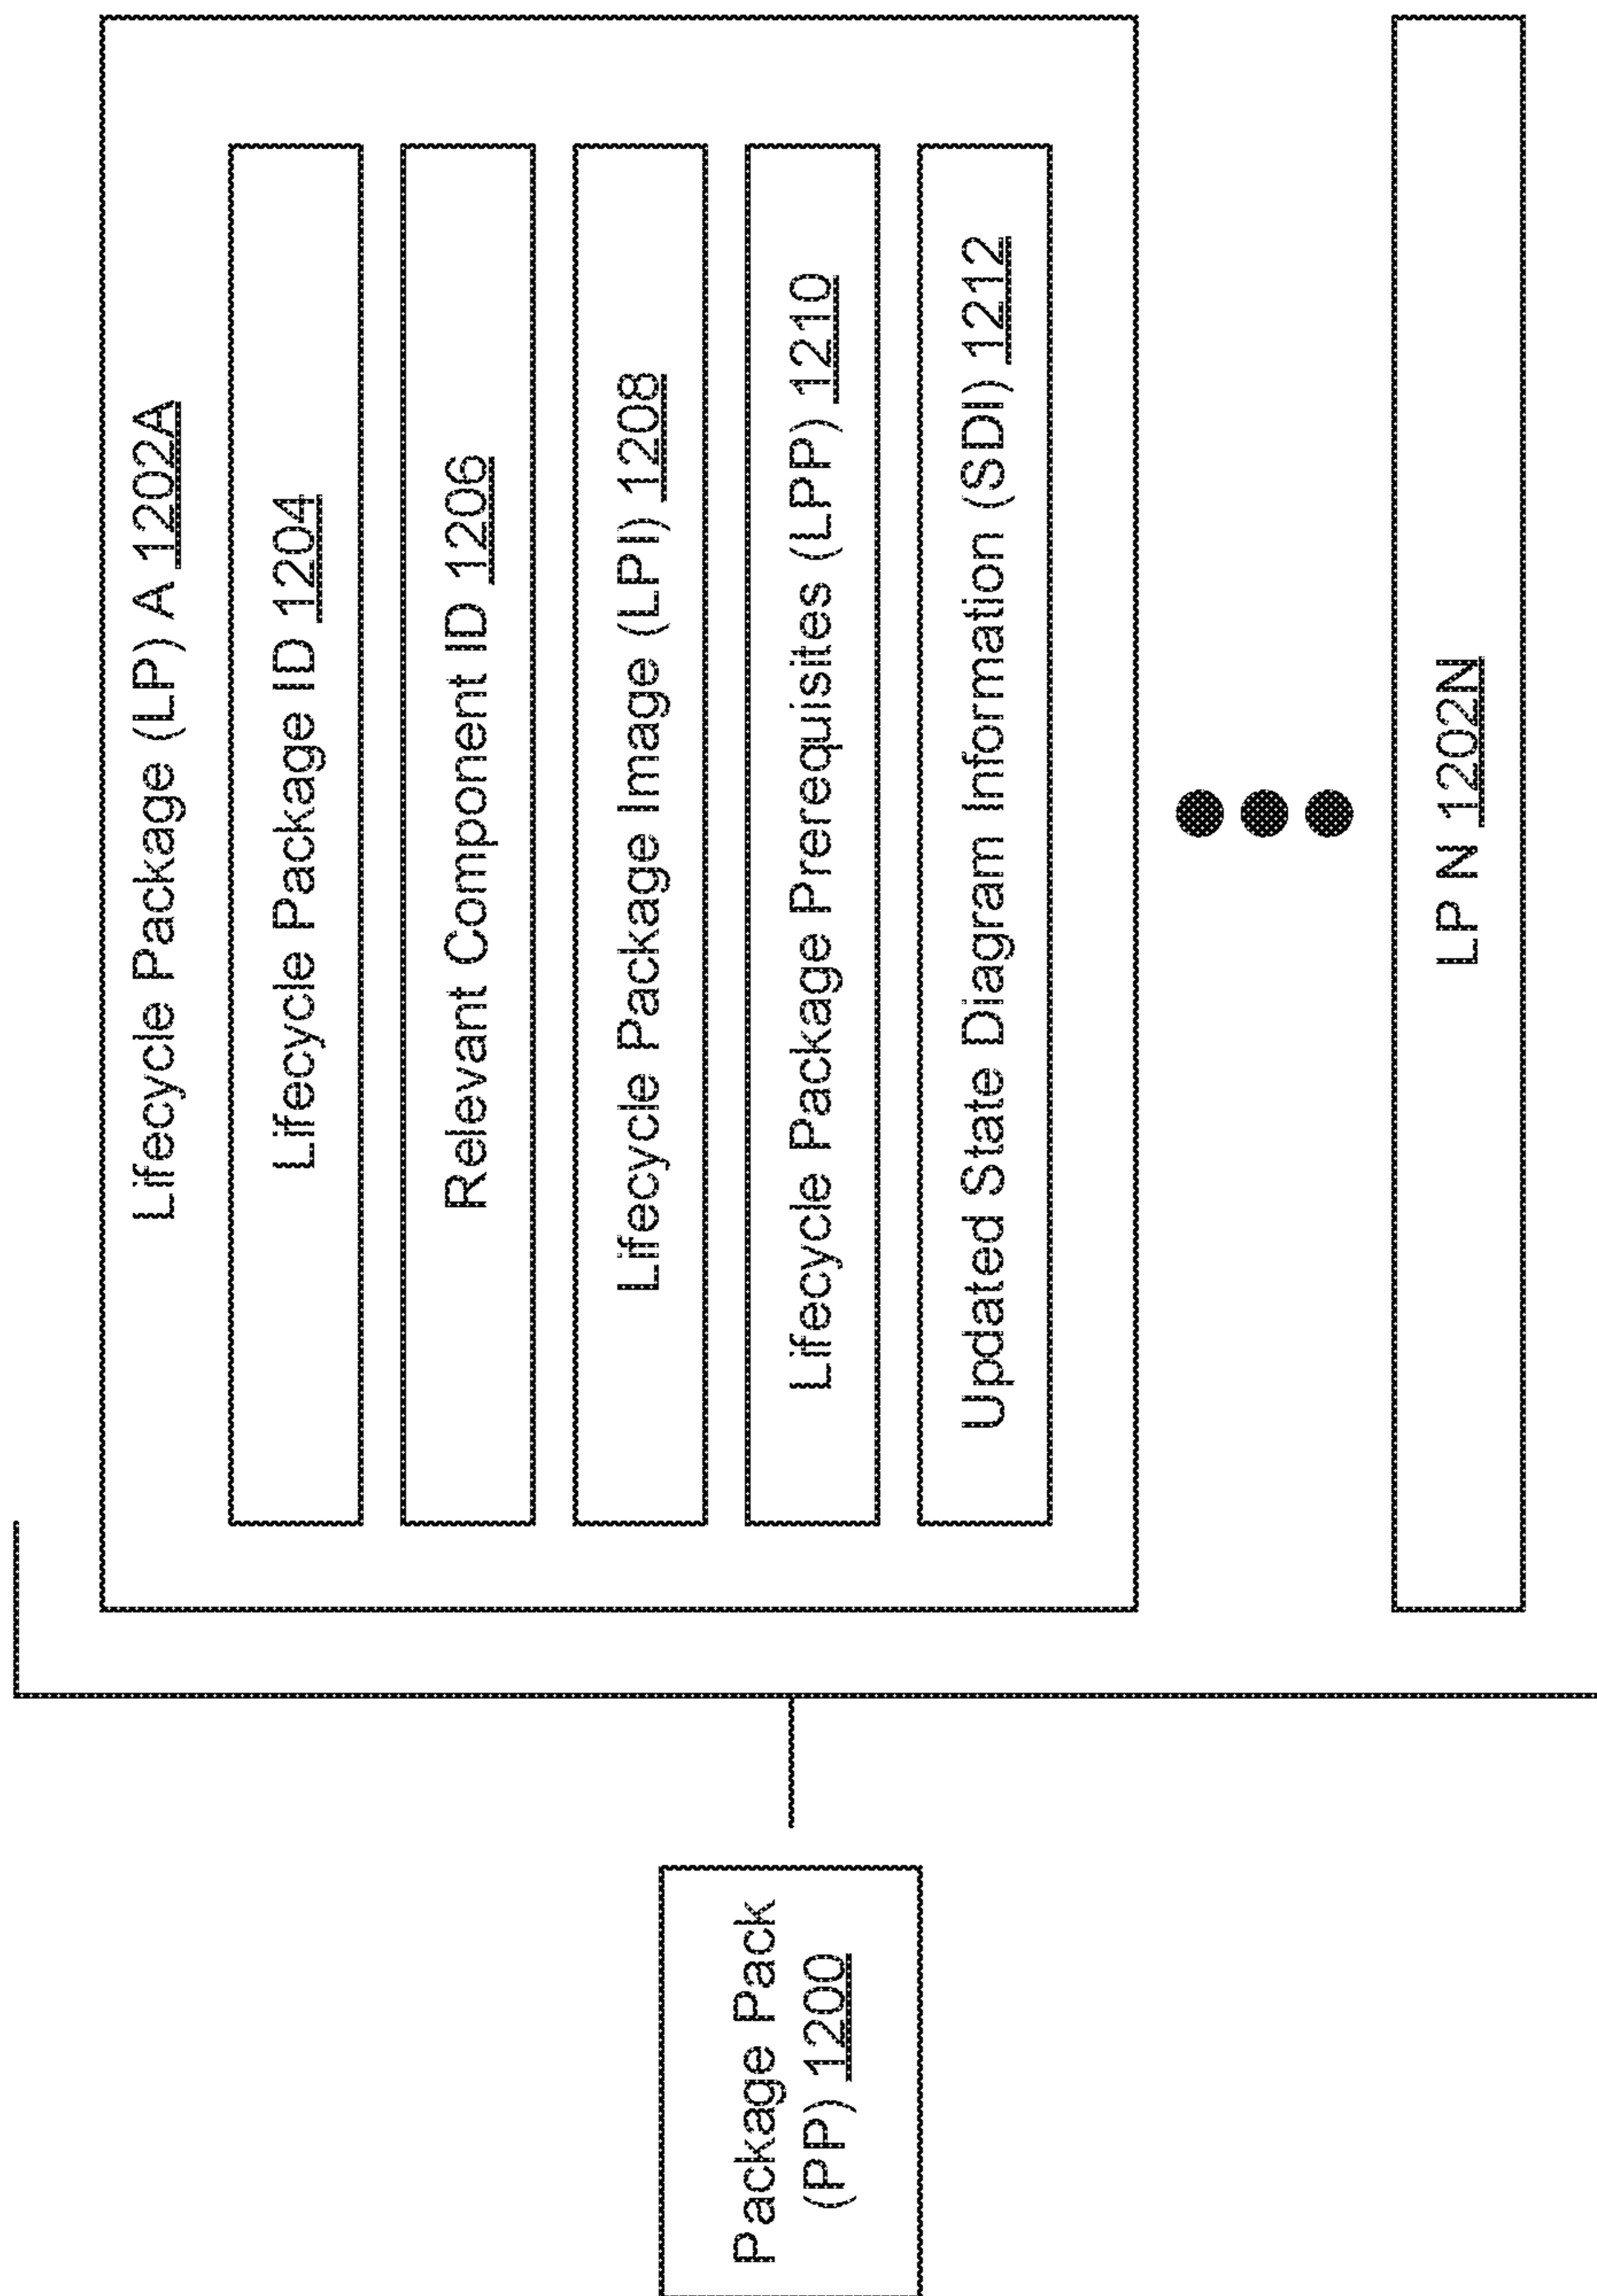 Package Pack
(PP) 1200
Lifecycle Package (LP) A 1202A
Lifecycle Package ID 1204
Relevant Component ID 1206
Lifecycle Package Image (LPI) 1208
Lifecycle Package Prerequisites (LPP) 1210
Updated State Diagram Information (SDI) 1212
LP N 1202N